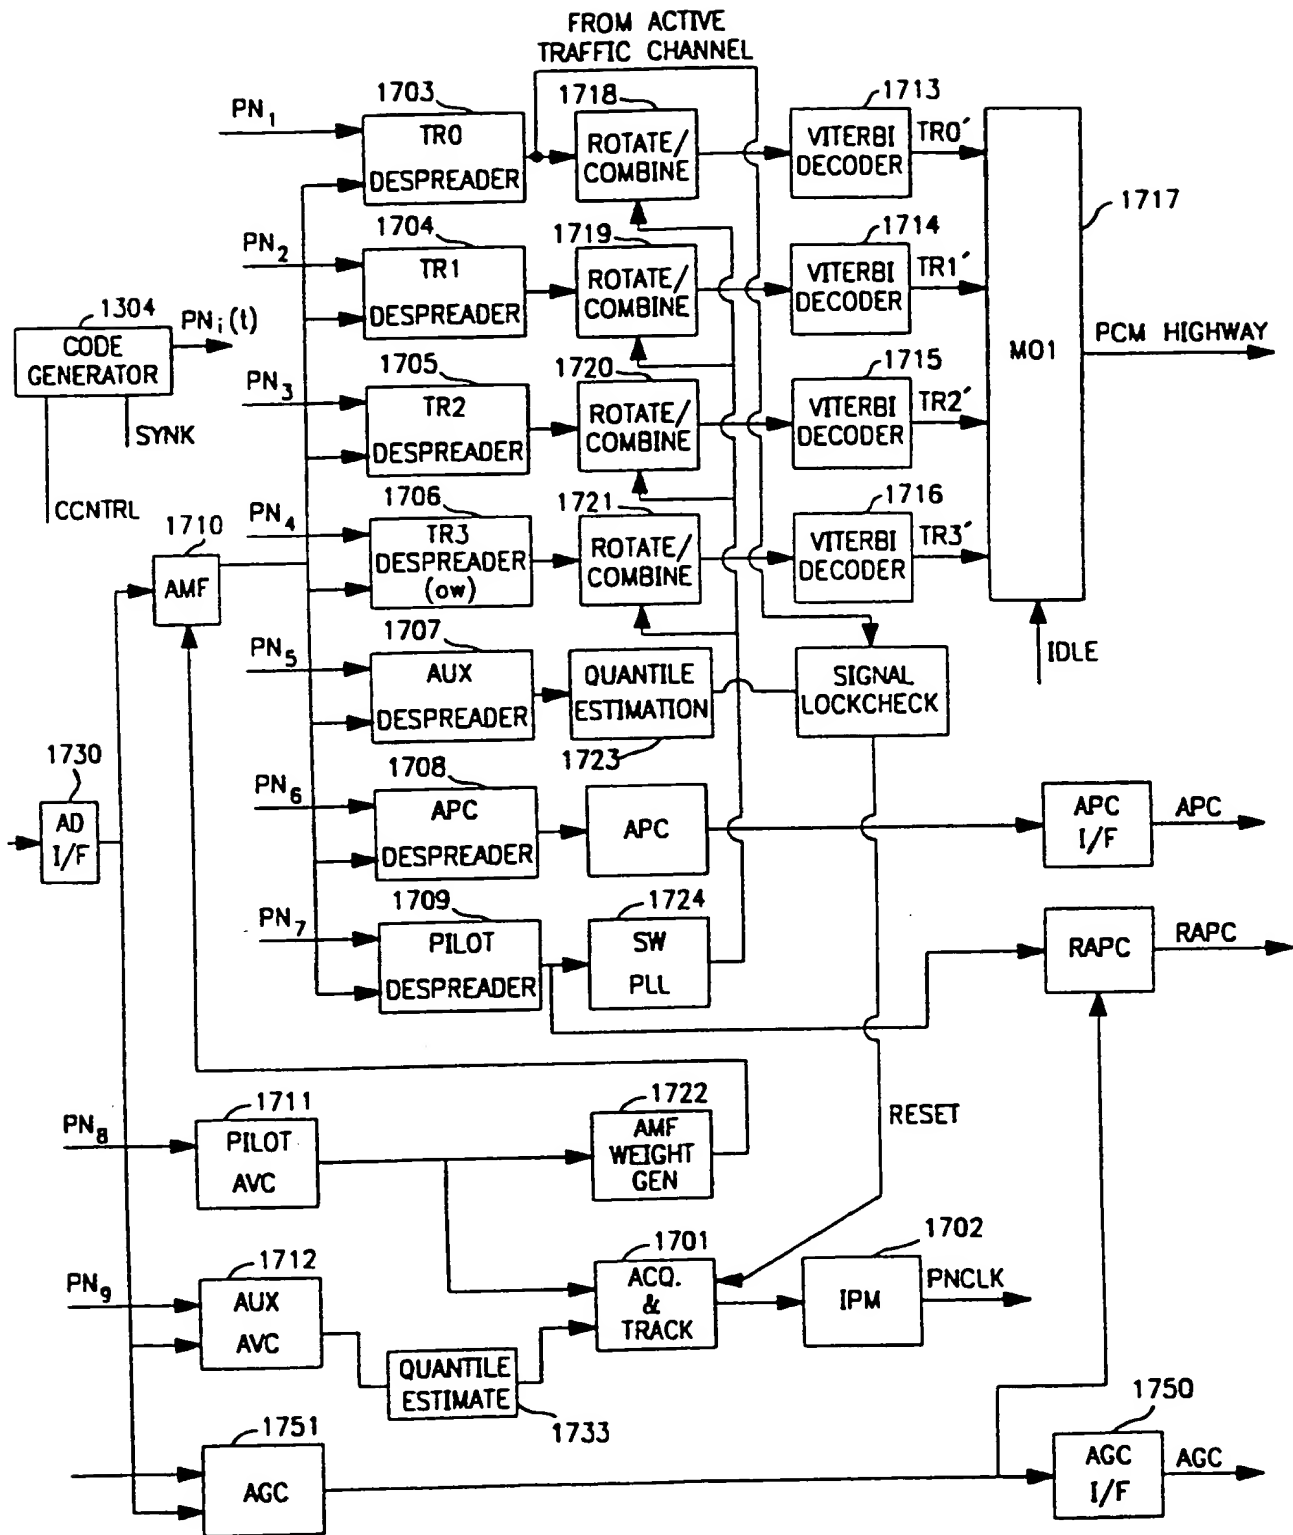 FROM ACTIVE
TRAFFIC CHANNEL
PN1
1703
TR0
DESPREADER
1718
ROTATE/
COMBINE
1713
VITERBI
DECODER
TR0´
PN2
1704
TR1
DESPREADER
1719
ROTATE/
COMBINE
1714
VITERBI
DECODER
TR1´
1717
MO1
PCM HIGHWAY
1304
CODE
GENERATOR
PNi(t)
SYNK
CCNTRL
PN3
1705
TR2
DESPREADER
1720
ROTATE/
COMBINE
1715
VITERBI
DECODER
TR2´
1710
AMF
PN4
1706
TR3
DESPREADER
(ow)
1721
ROTATE/
COMBINE
1716
VITERBI
DECODER
TR3´
IDLE
PN5
1707
AUX
DESPREADER
QUANTILE
ESTIMATION
1723
SIGNAL
LOCKCHECK
1730
AD
I/F
PN6
1708
APC
DESPREADER
APC
APC
I/F
APC
PN7
1709
PILOT
DESPREADER
1724
SW
PLL
RAPC
RAPC
PN8
1711
PILOT
AVC
1722
AMF
WEIGHT
GEN
RESET
PN9
1712
AUX
AVC
QUANTILE
ESTIMATE
1733
1701
ACQ.
&
TRACK
1702
IPM
PNCLK
1751
AGC
1750
AGC
I/F
AGC